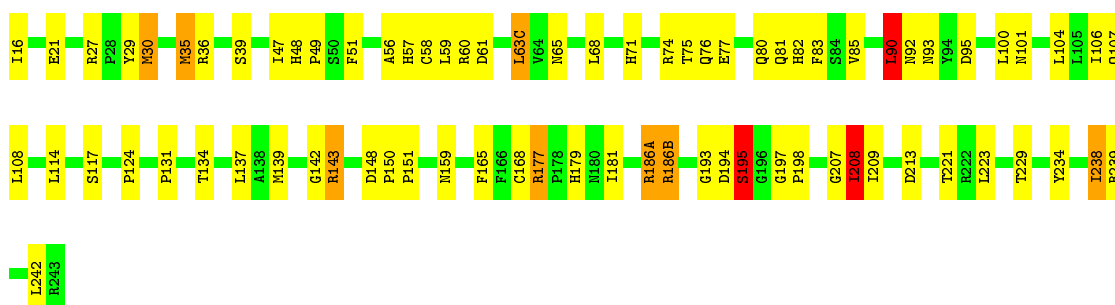 I16 E21 R27 P28 Y29 M30 M35 R36 S39 I47 H48 P49 S50 F51 A56 H57 C58 L59 R60 D61 L63C V64 N65 L68 H71 R74 T75 Q76 E77 Q80 Q81 H82 F83 S84 V85 L90 N92 N93 Y94 D95 L100 N101 L104 L105 I106
L108 L114 S117 P124 P131 T134 L137 A138 M139 G142 R143 D148 P150 P151 N159 F165 F166 C168 R177 P178 H179 N180 I181 R186A R186B G193 D194 S195 G196 G197 P198 G207 I208 I209 D213 T221 R222 L223 T229 Y234 I238
L242 R243